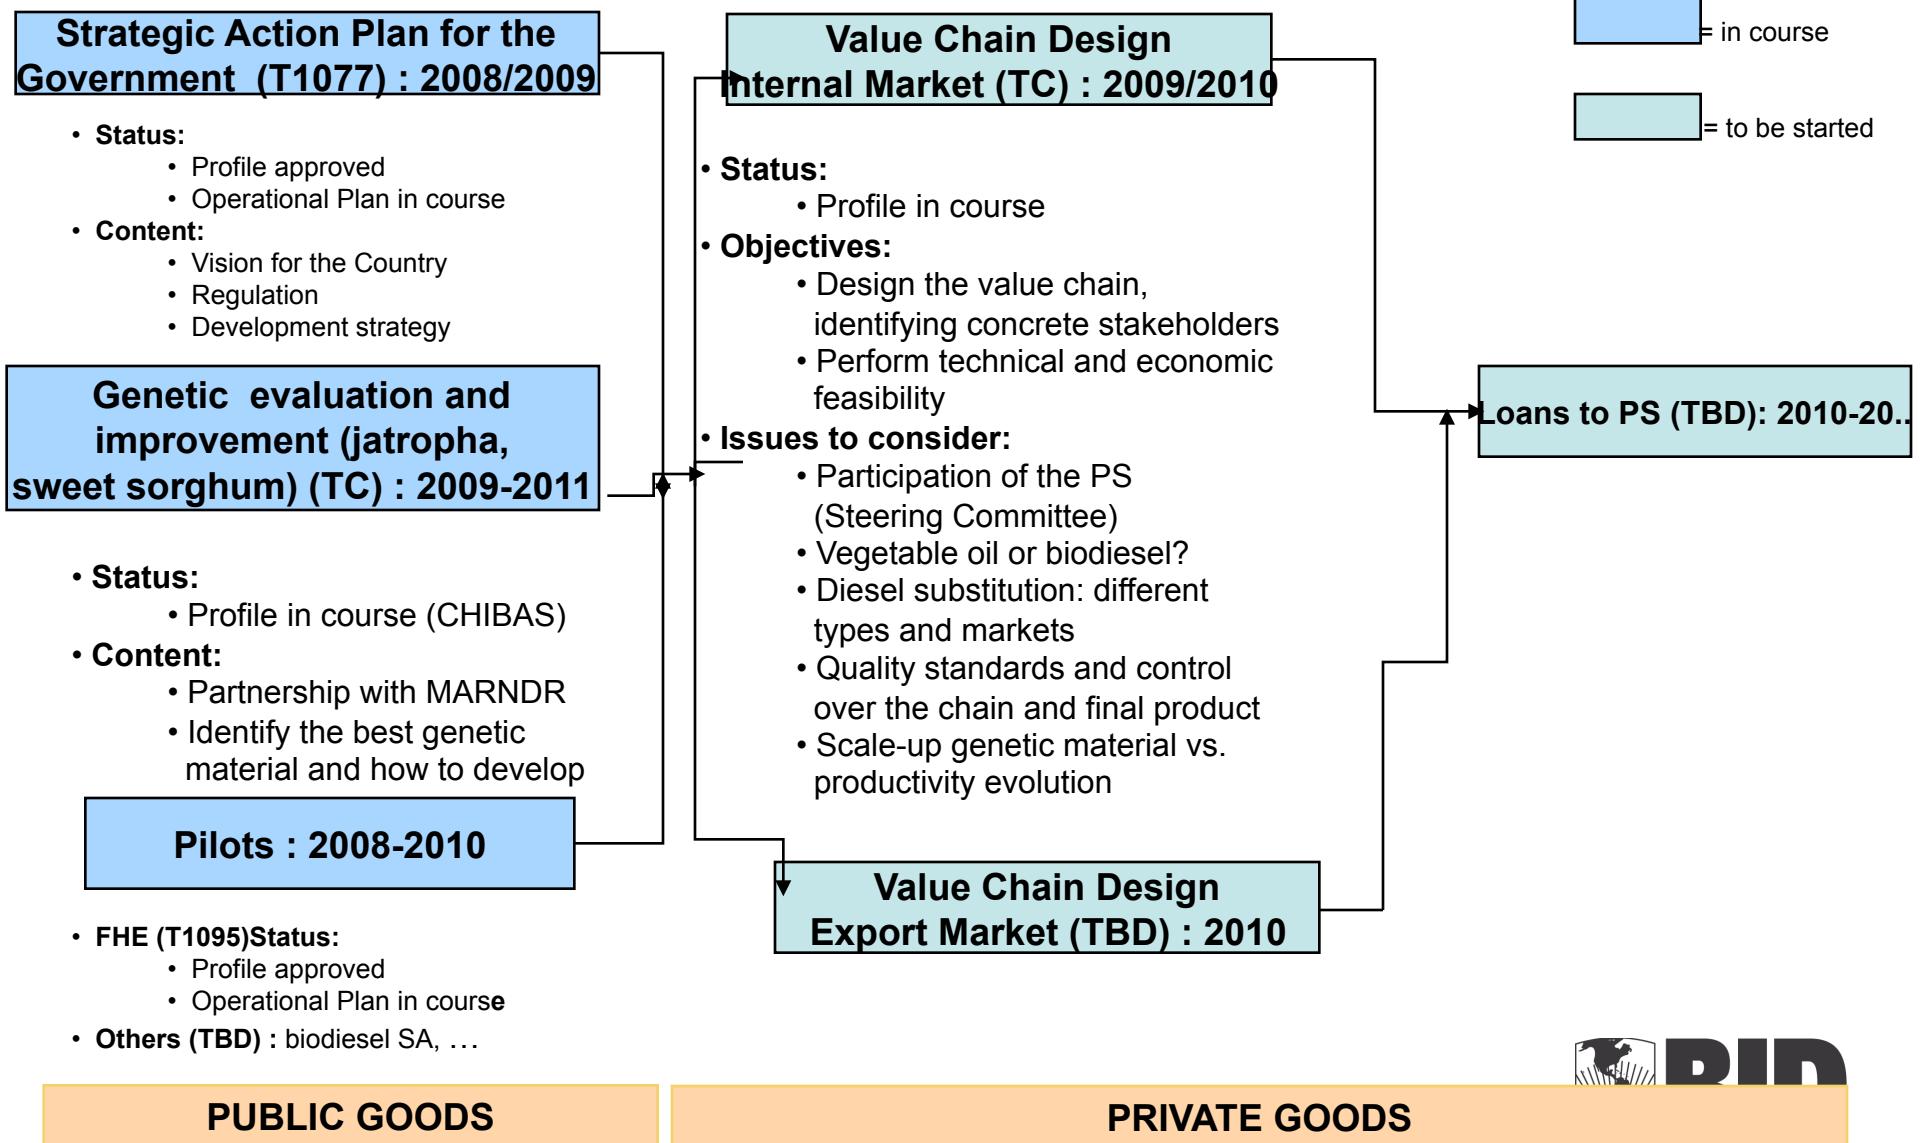 Strategic Action Plan for the
Government  (T1077) : 2008/2009
• Status:
• Profile approved
• Operational Plan in course
• Content:
• Vision for the Country
• Regulation
• Development strategy
Genetic  evaluation and
improvement (jatropha,
sweet sorghum) (TC) : 2009-2011
• Status:
• Profile in course (CHIBAS)
• Content:
• Partnership with MARNDR
• Identify the best genetic
material and how to develop
Pilots : 2008-2010
• FHE (T1095)Status:
• Profile approved
• Operational Plan in course
• Others (TBD) : biodiesel SA, …
PUBLIC GOODS
Value Chain Design
Internal Market (TC) : 2009/2010
• Status:
• Profile in course
• Objectives:
• Design the value chain,
identifying concrete stakeholders
• Perform technical and economic
feasibility
• Issues to consider:
• Participation of the PS
(Steering Committee)
• Vegetable oil or biodiesel?
• Diesel substitution: different
types and markets
• Quality standards and control
over the chain and final product
• Scale-up genetic material vs.
productivity evolution
Value Chain Design
Export Market (TBD) : 2010
= in course
= to be started
Loans to PS (TBD): 2010-20..
BID
PRIVATE GOODS